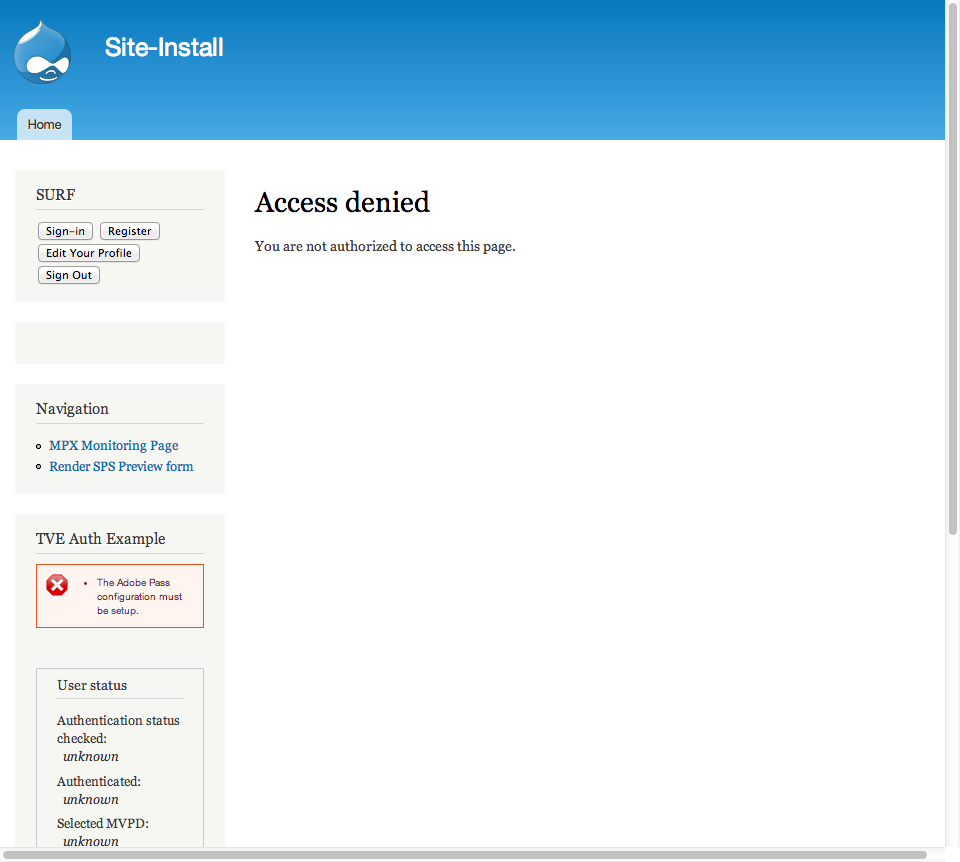 Site-Install
Home
SURF
Sign-in Register
Edit Your Profile
Sign Out
Access denied
You are not authorized to access this page.
Navigation
MPX Monitoring Page
Render SPS Preview form
TVE Auth Example
The Adobe Pass
configuration must
be setup.
User status
Authentication status
checked:
unknown
Authenticated:
unknown
Selected MVPD:
unknown